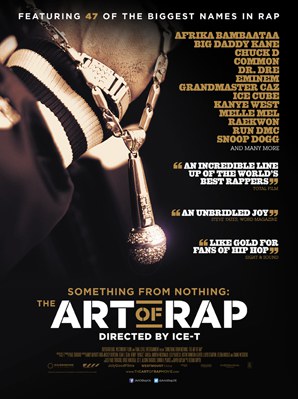 FEATURING 47 OF THE BIGGEST NAMES IN RAP
AFRIKA BAMBAATAA
BIG DADDY KANE
CHUCK D
COMMON
DR. DRE
EMINEM
GRANDMASTER CAZ
ICE CUBE
KANYE WEST
MELLE MEL
RAEKWON
RUN DMC
SNOOP DOGG
AND MANY MORE
“AN INCREDIBLE LINE
UP OF THE WORLD'S
BEST RAPPERS”
TOTAL FILM
“AN UNBRIDLED JOY”
“LIKE GOLD FOR
FANS OF HIP HOP”
SIGHT & SOUND
SOMETHING FROM NOTHING:
THE ART OF RAP
DIRECTED BY ICE-T